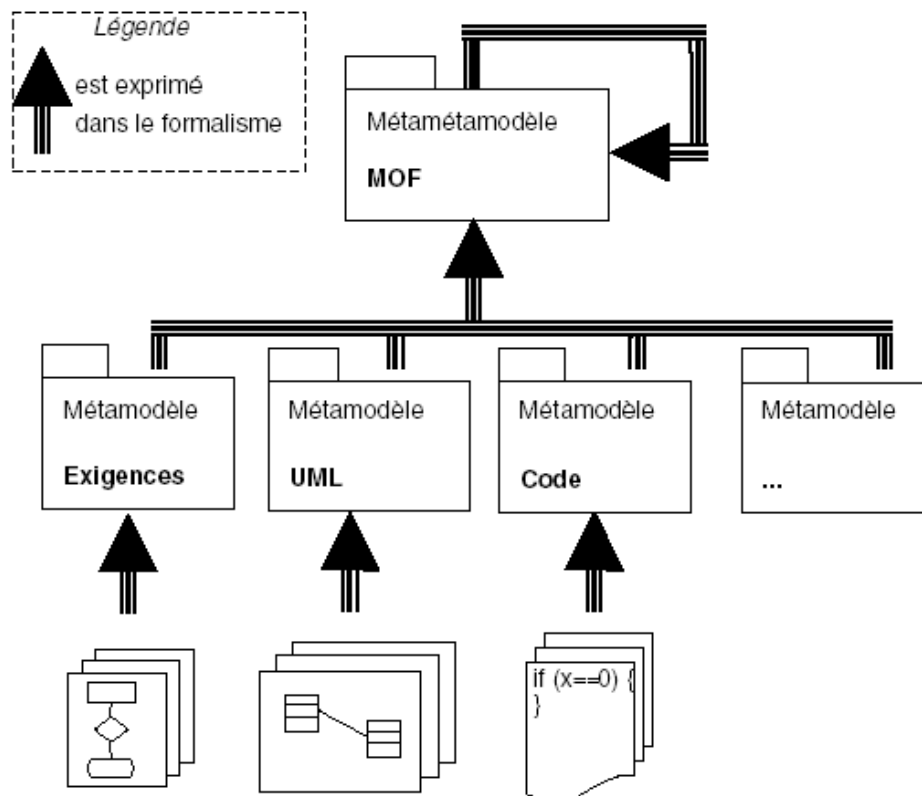 Légende
est exprimé
dans le formalisme
Métamétamodèle
MOF
Métamodèle
Exigences
Métamodèle
UML
Métamodèle
Code
Métamodèle
...
if (x==0) {
}